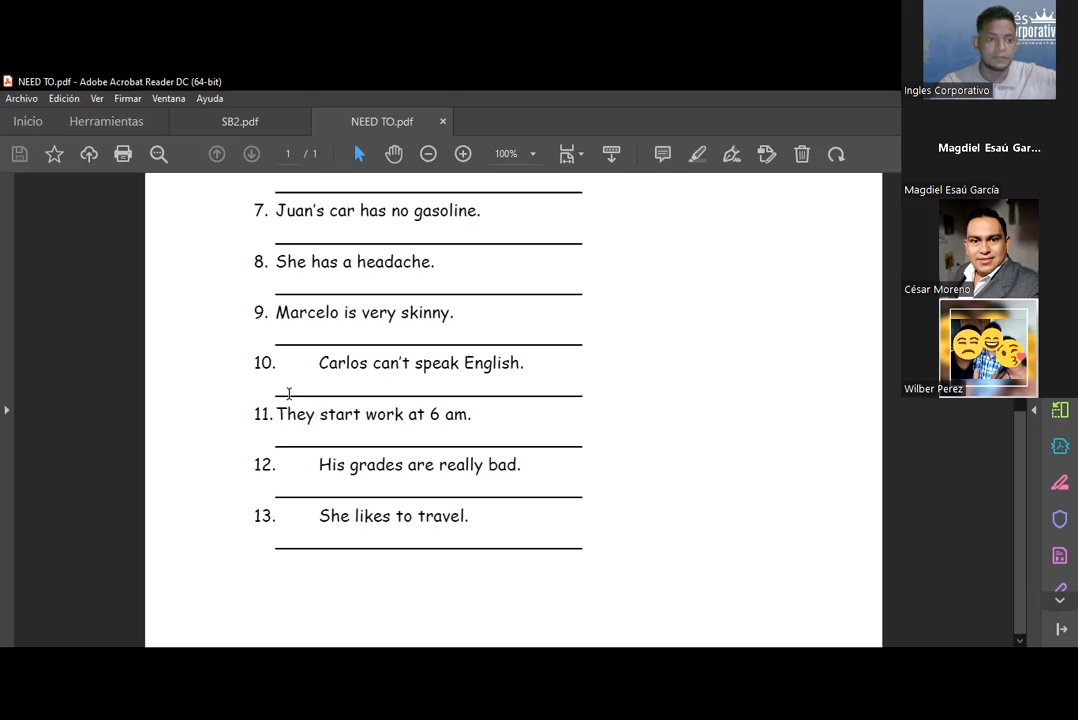 NEED TO.pdf - Adobe Acrobat Reader DC (64-bit)
Archivo Edición Ver Firmar Ventana Ayuda
Inicio Herramientas SB2.pdf NEED TO.pdf ×
1 / 1 100%
7. Juan's car has no gasoline.
8. She has a headache.
9. Marcelo is very skinny.
10. Carlos can't speak English.
11. They start work at 6 am.
12. His grades are really bad.
13. She likes to travel.
és
rporativ
Ingles Corporativo
Magdiel Esaú Gar...
Magdiel Esaú García
César Moreno
Wilber Perez